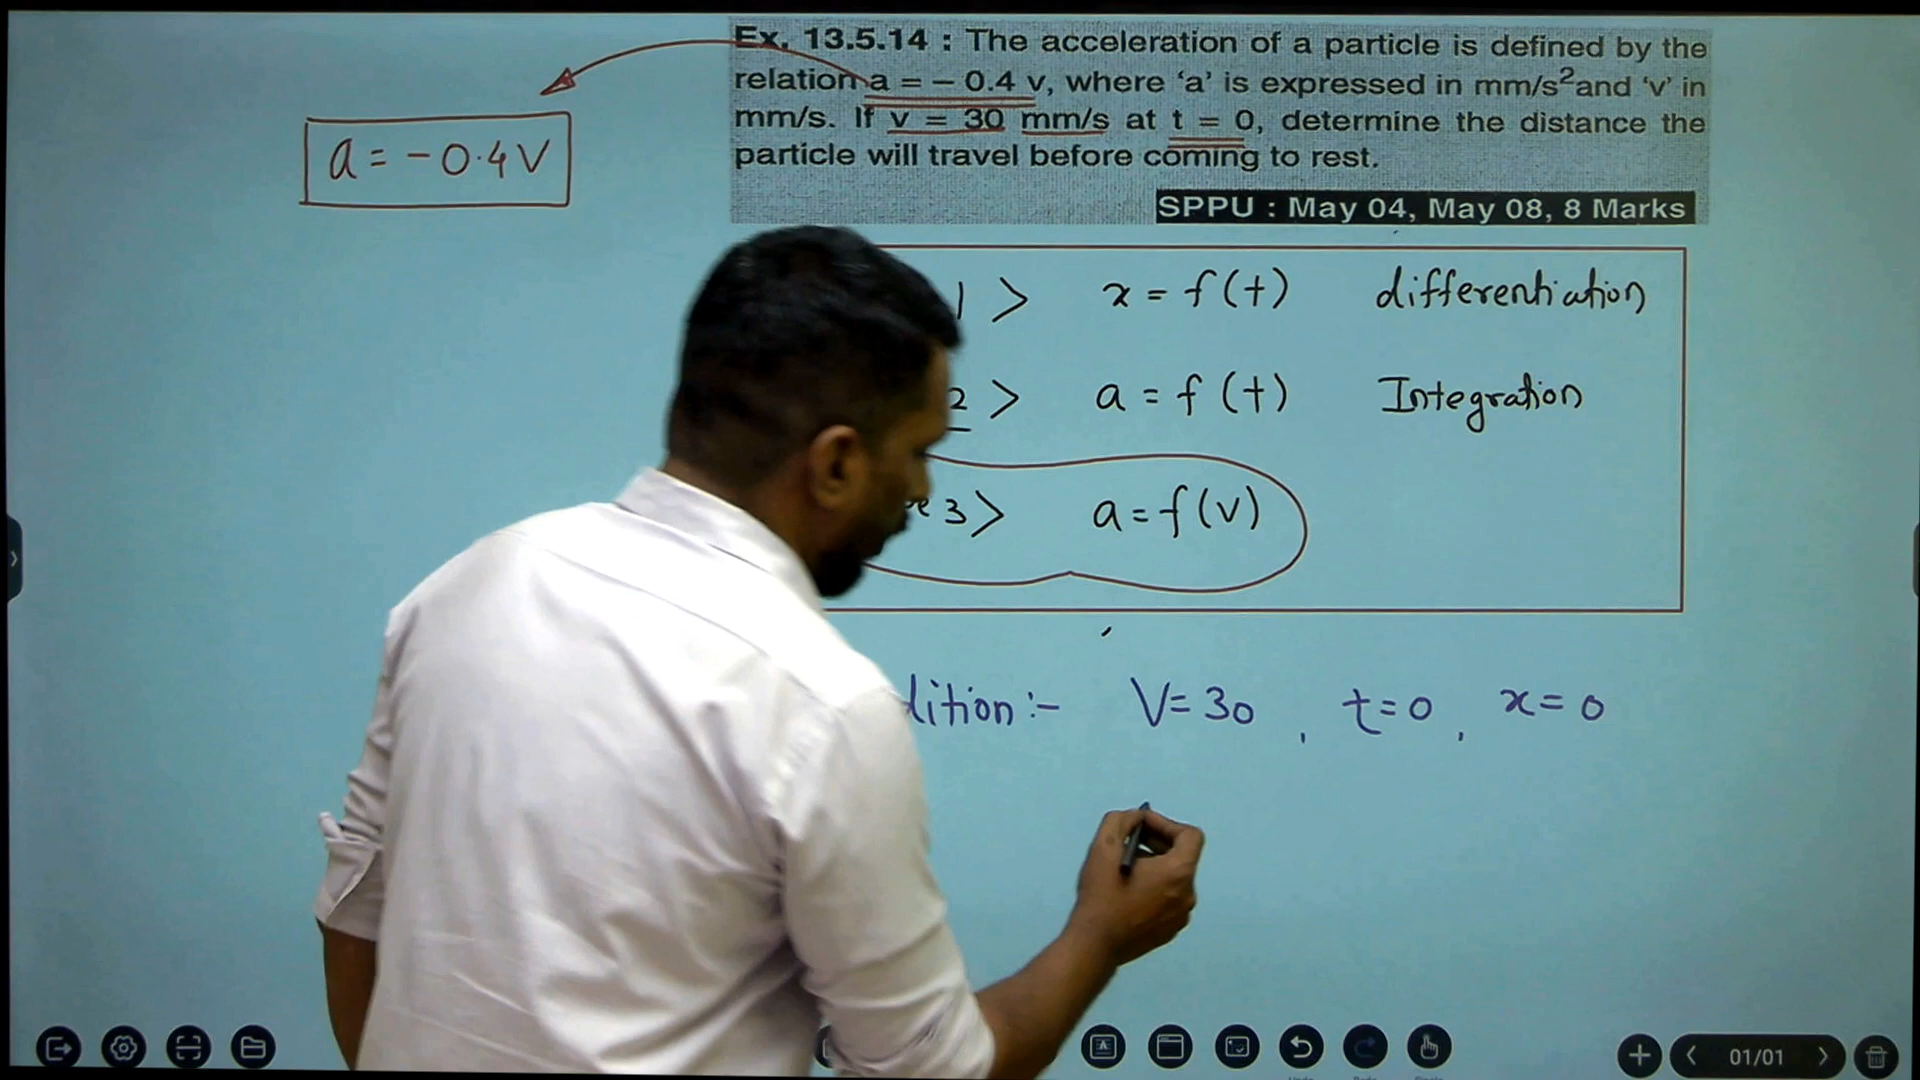 Ex. 13.5.14 : The acceleration of a particle is defined by the
relation a = – 0.4 v, where ‘a’ is expressed in mm/s² and ‘v’ in
mm/s. If v = 30 mm/s at t = 0, determine the distance the
particle will travel before coming to rest.
SPPU : May 04, May 08, 8 Marks
a = -0.4V
1 > x = f(t) differentiation
2 > a = f(t) Integration
3 > a = f(v)
dition :- V = 30 , t = 0 , x = 0
01/01